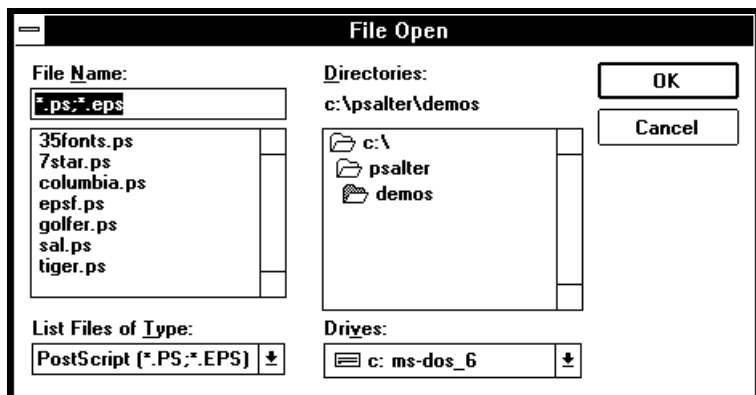 File Open
File Name:
*.ps;*.eps
35fonts.ps
7star.ps
columbia.ps
epsf.ps
golfer.ps
sal.ps
tiger.ps
List Files of Type:
PostScript (*.PS;*.EPS)
Directories:
c:\psalter\demos
c:\
psalter
demos
Drives:
c: ms-dos_6
OK
Cancel